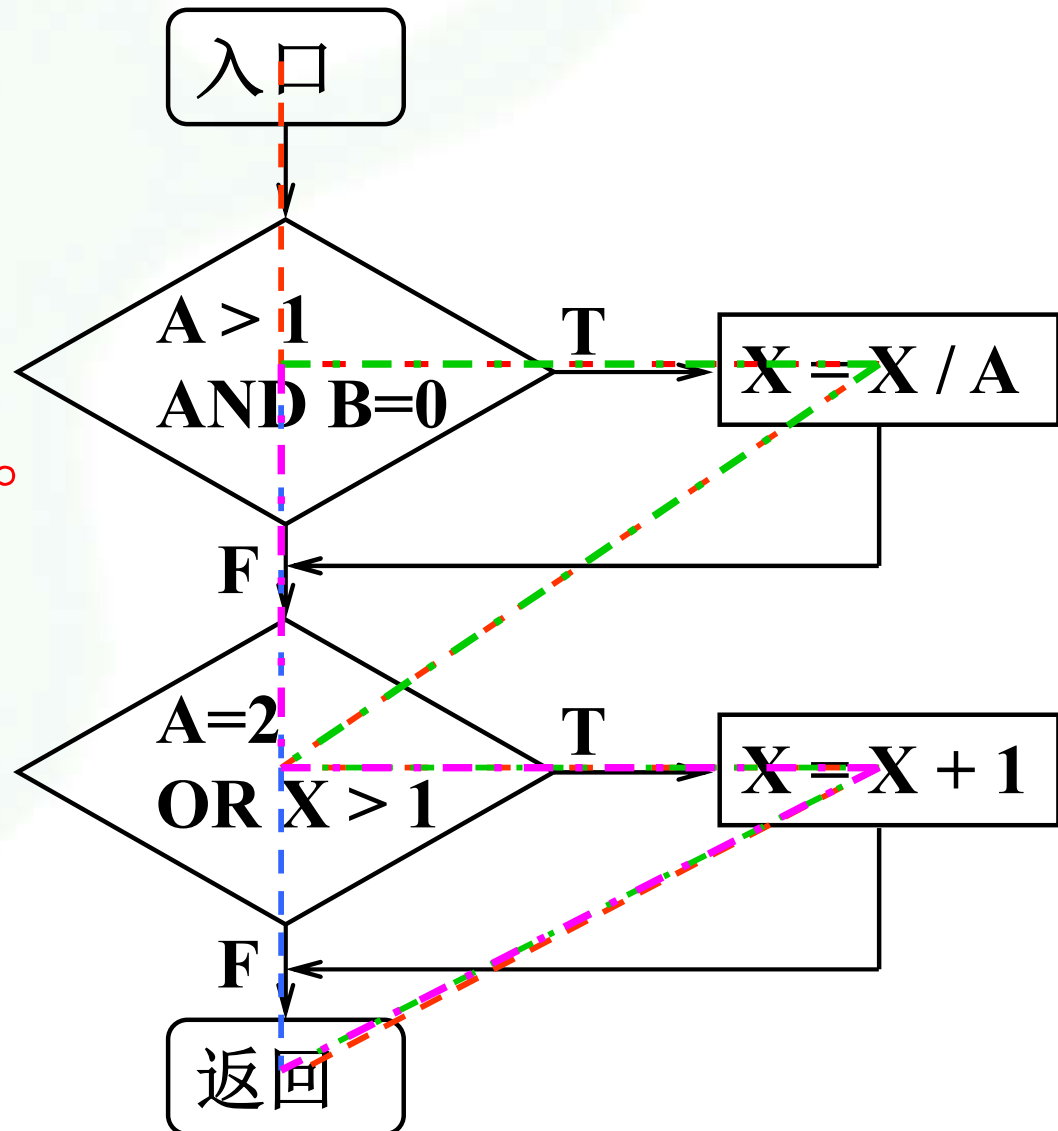 入口
A > 1
AND B=0
T
X = X / A
F
A=2
OR X > 1
T
X = X + 1
F
返回